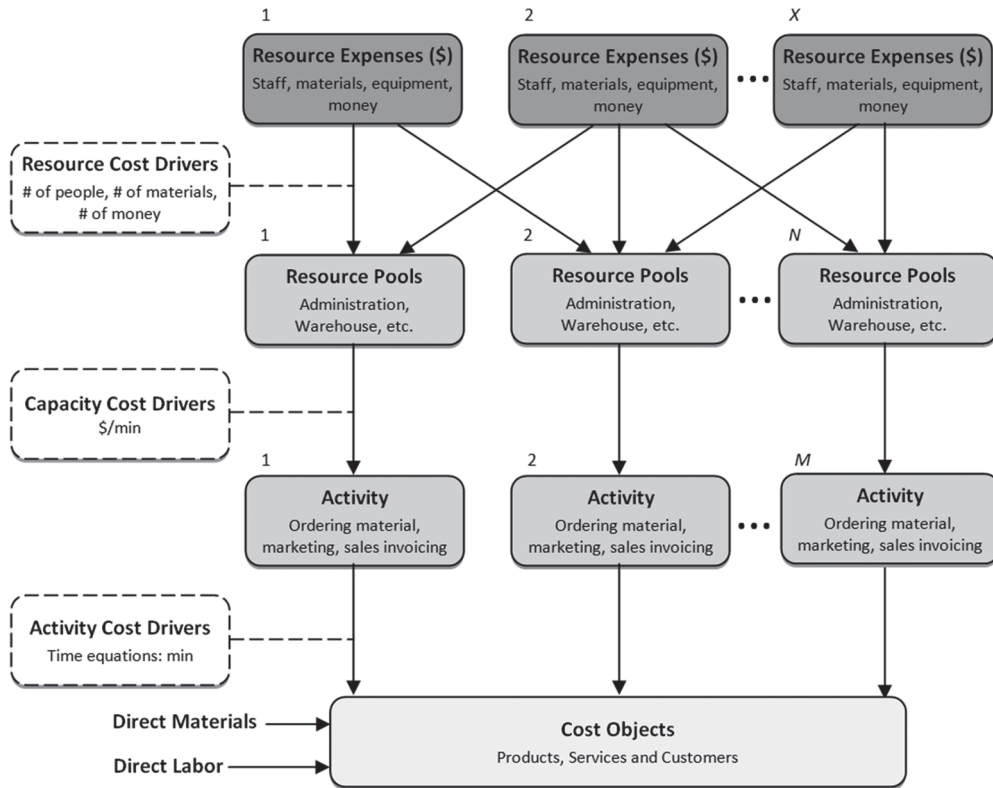 1
2
X
Resource Expenses ($)
Staff, materials, equipment,
money
Resource Expenses ($)
Staff, materials, equipment,
money
•••
Resource Expenses ($)
Staff, materials, equipment,
money
Resource Cost Drivers
# of people, # of materials,
# of money
1
2
N
Resource Pools
Administration,
Warehouse, etc.
Resource Pools
Administration,
Warehouse, etc.
•••
Resource Pools
Administration,
Warehouse, etc.
Capacity Cost Drivers
$/min
1
2
M
Activity
Ordering material,
marketing, sales invoicing
Activity
Ordering material,
marketing, sales invoicing
•••
Activity
Ordering material,
marketing, sales invoicing
Activity Cost Drivers
Time equations: min
Direct Materials
Direct Labor
Cost Objects
Products, Services and Customers